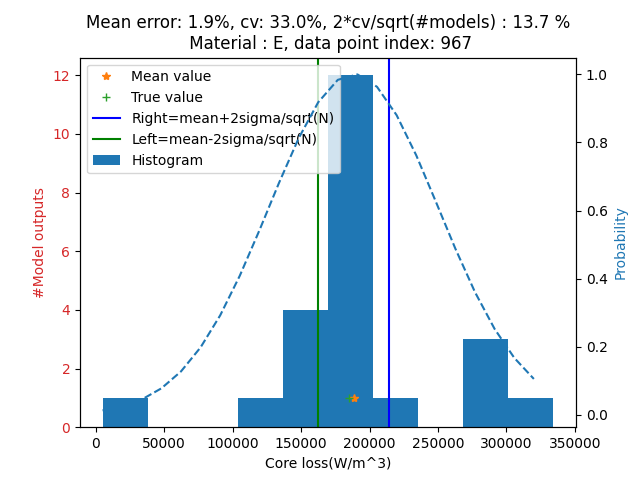 Mean error: 1.9%, cv: 33.0%, 2*cv/sqrt(#models) : 13.7 %
Material : E, data point index: 967
Mean value
True value
Right=mean+2sigma/sqrt(N)
Left=mean-2sigma/sqrt(N)
Histogram
#Model outputs
12
10
8
6
4
2
0
1.0
0.8
0.6
0.4
0.2
0.0
Probability
0 50000 100000 150000 200000 250000 300000 350000
Core loss(W/m^3)